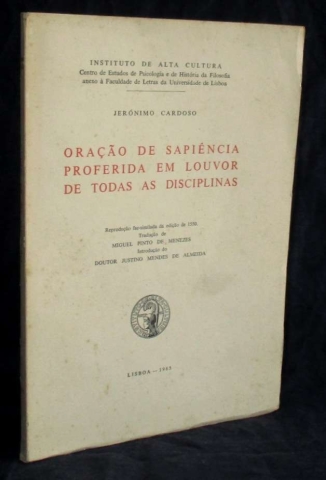 INSTITUTO DE ALTA CULTURA
Centro de Estudos de Psicologia e de História da Filosofia
anexo à Faculdade de Letras da Universidade de Lisboa
JERÓNIMO CARDOSO
ORAÇÃO DE SAPIÊNCIA
PROFERIDA EM LOUVOR
DE TODAS AS DISCIPLINAS
Reprodução facsimilada da edição de 1550
Tradução de
MIGUEL PINTO DE MENEZES
Introdução do
DOUTOR JUSTINO MENDES DE ALMEIDA
LISBOA